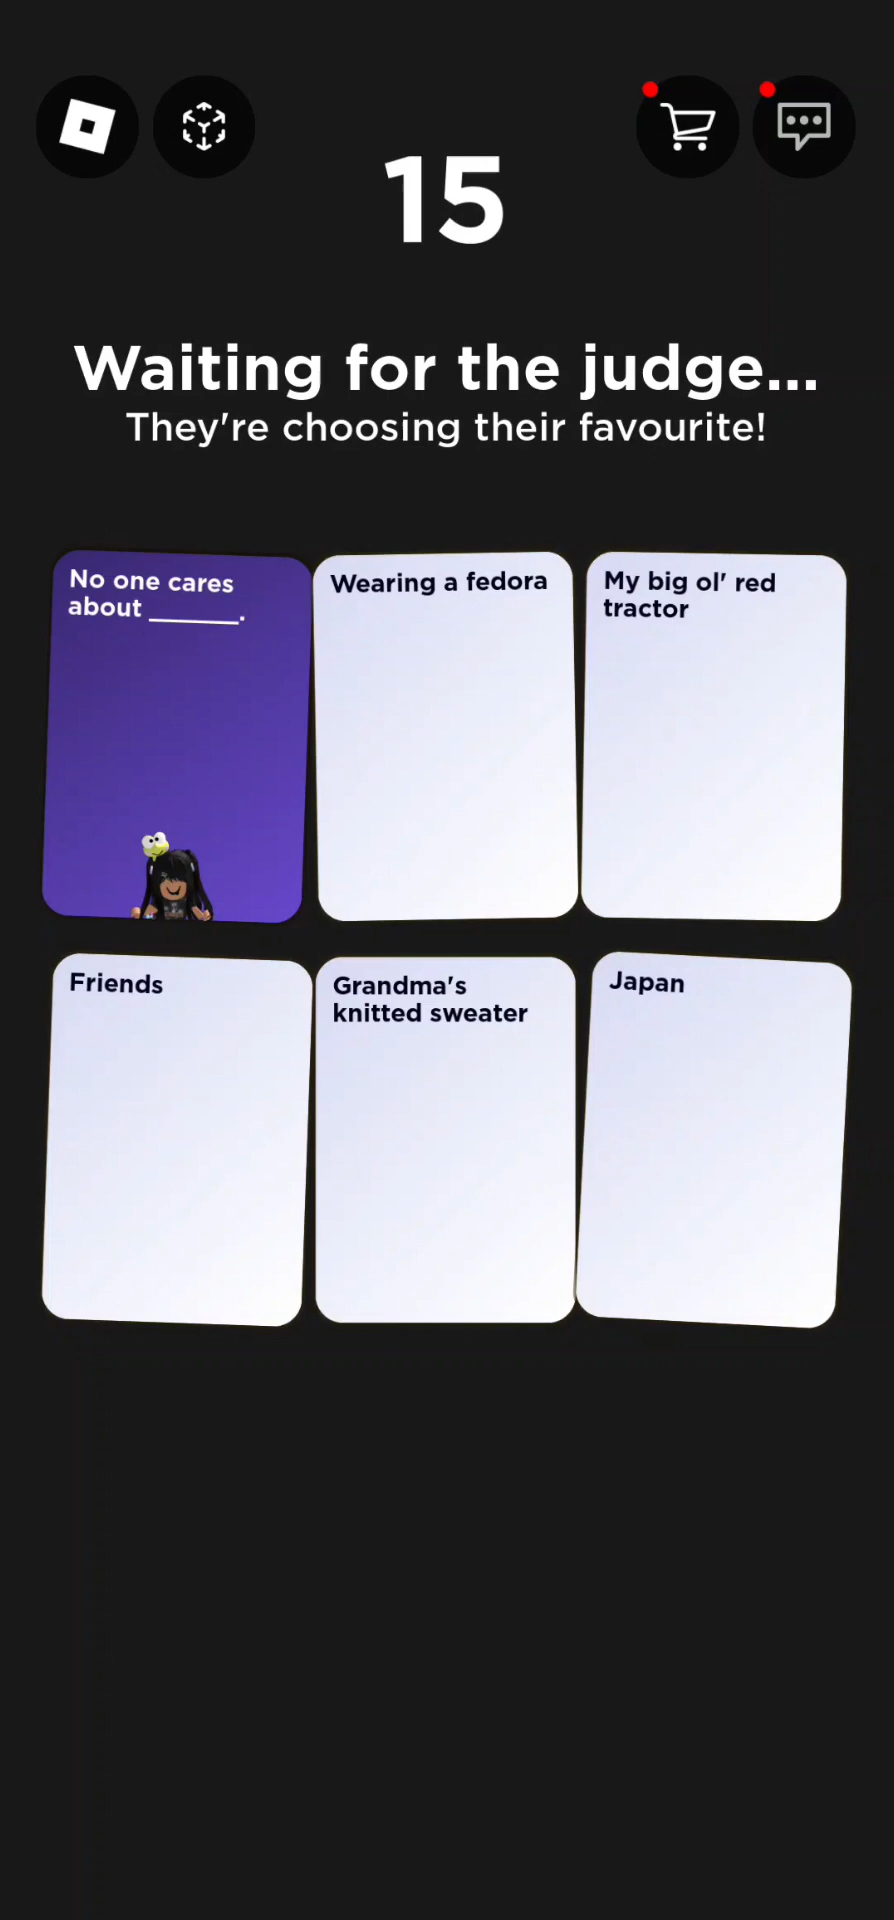 15
Waiting for the judge...
They're choosing their favourite!
No one cares
about ______.
Wearing a fedora
My big ol' red
tractor
Friends
Grandma's
knitted sweater
Japan